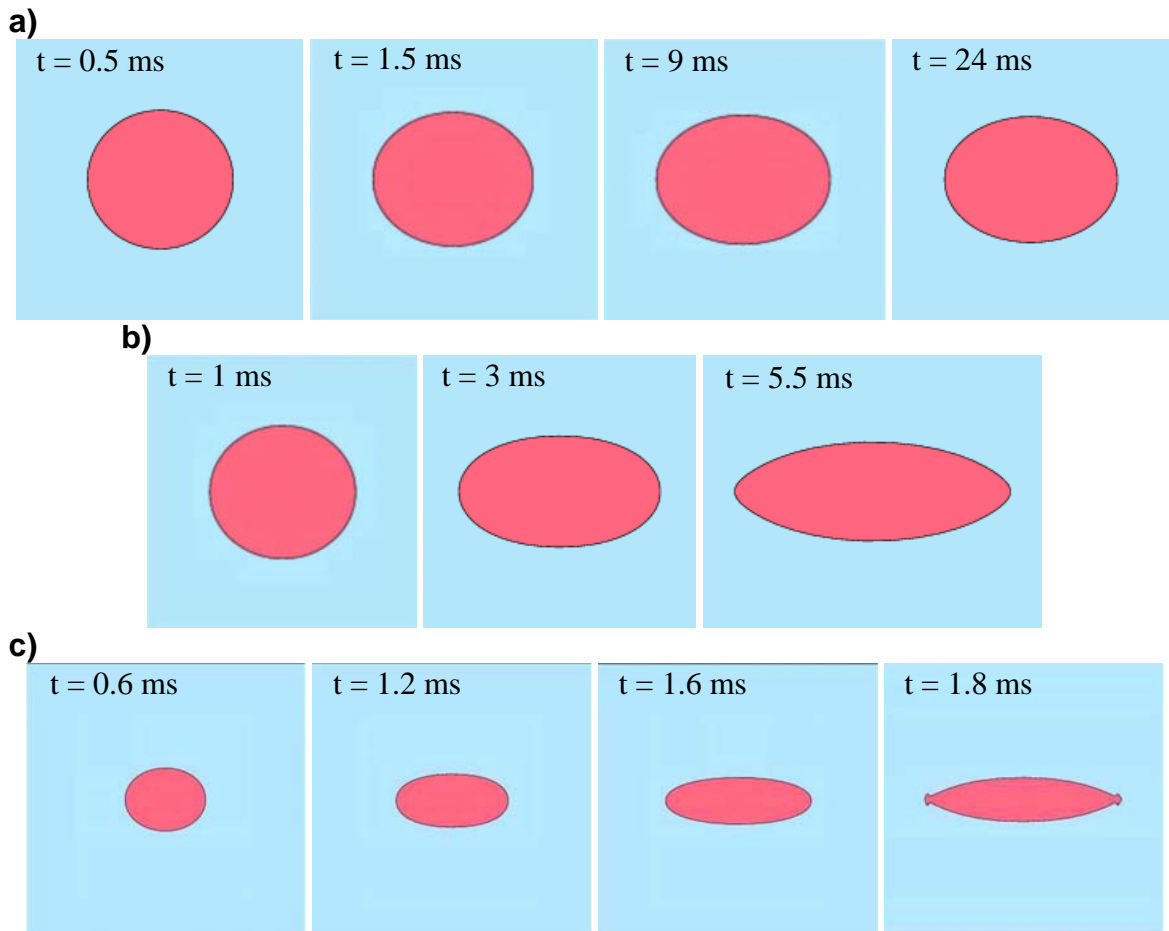 a)
t = 0.5 ms
t = 1.5 ms
t = 9 ms
t = 24 ms
b)
t = 1 ms
t = 3 ms
t = 5.5 ms
c)
t = 0.6 ms
t = 1.2 ms
t = 1.6 ms
t = 1.8 ms